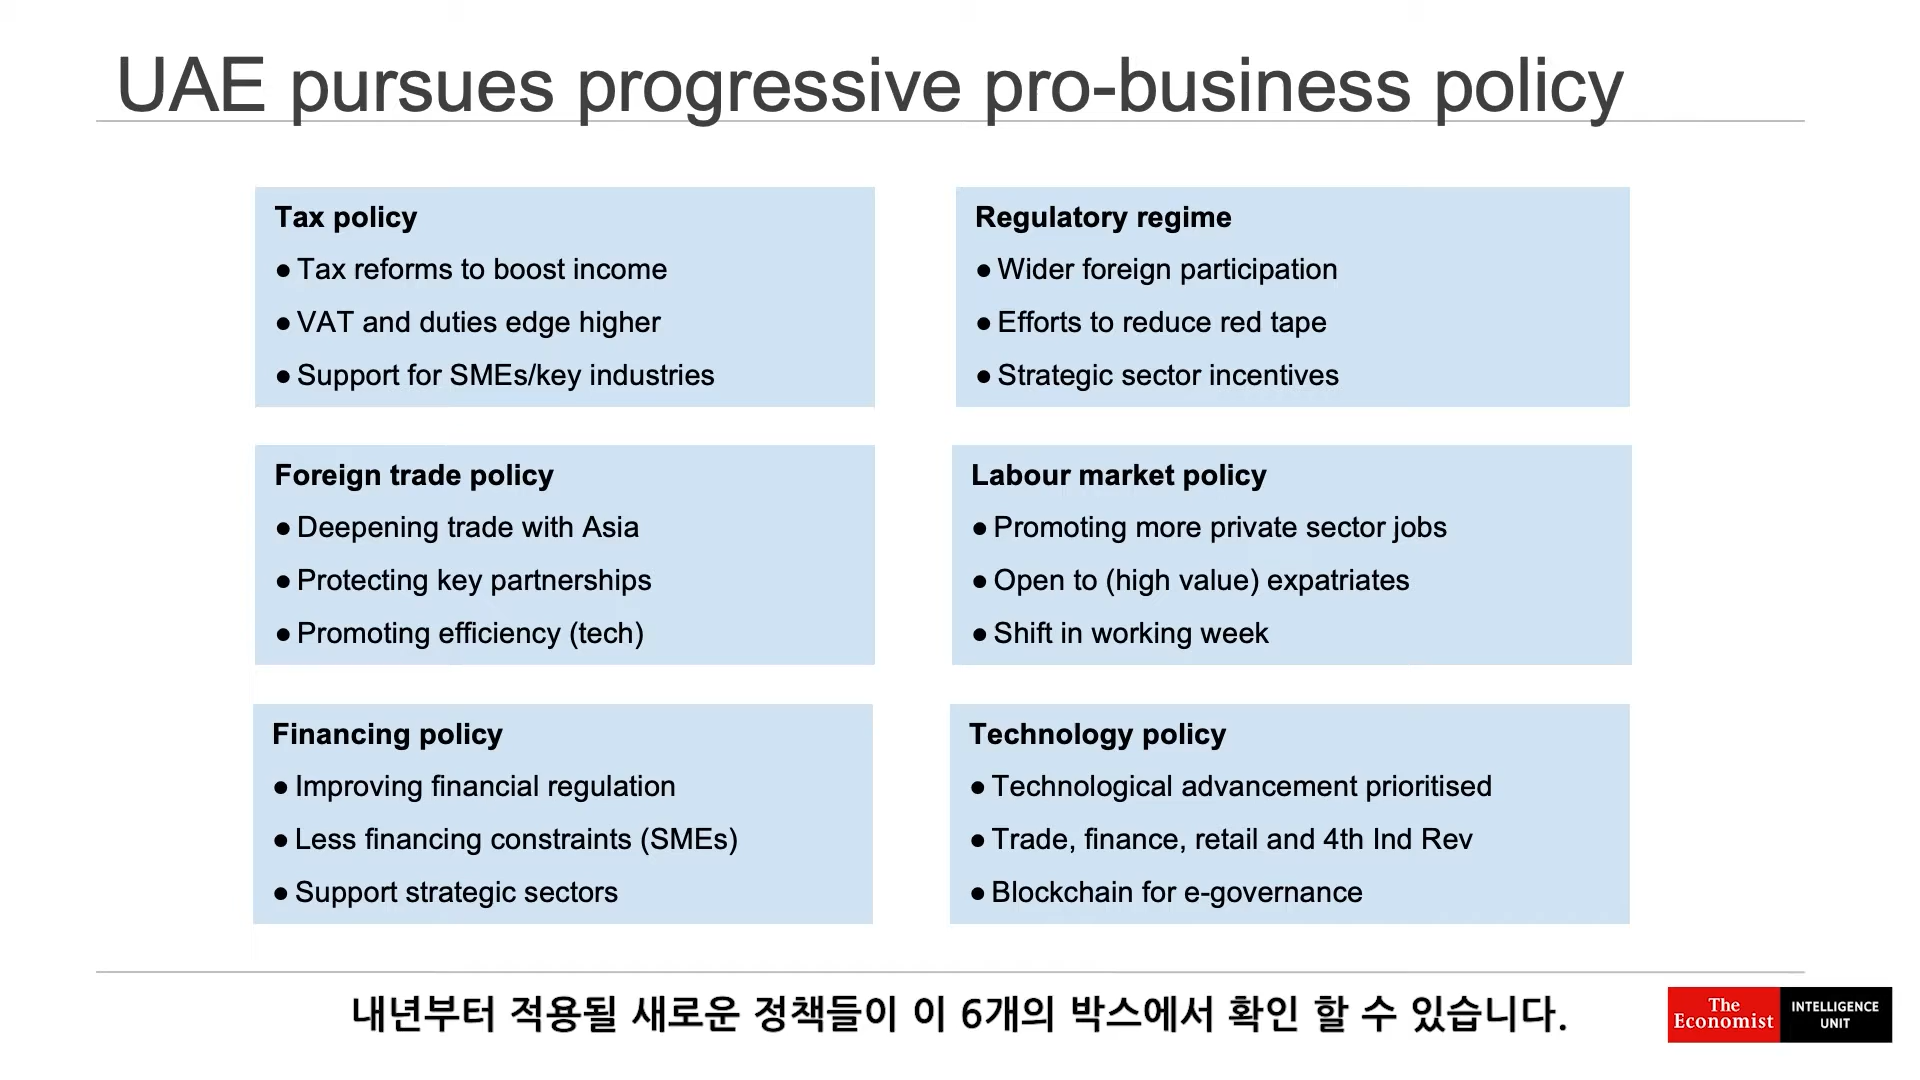 UAE pursues progressive pro-business policy
Tax policy
● Tax reforms to boost income
● VAT and duties edge higher
● Support for SMEs/key industries
Regulatory regime
● Wider foreign participation
● Efforts to reduce red tape
● Strategic sector incentives
Foreign trade policy
● Deepening trade with Asia
● Protecting key partnerships
● Promoting efficiency (tech)
Labour market policy
● Promoting more private sector jobs
● Open to (high value) expatriates
● Shift in working week
Financing policy
● Improving financial regulation
● Less financing constraints (SMEs)
● Support strategic sectors
Technology policy
● Technological advancement prioritised
● Trade, finance, retail and 4th Ind Rev
● Blockchain for e-governance
내년부터 적용될 새로운 정책들이 이 6개의 박스에서 확인 할 수 있습니다.
The
Economist
INTELLIGENCE
UNIT